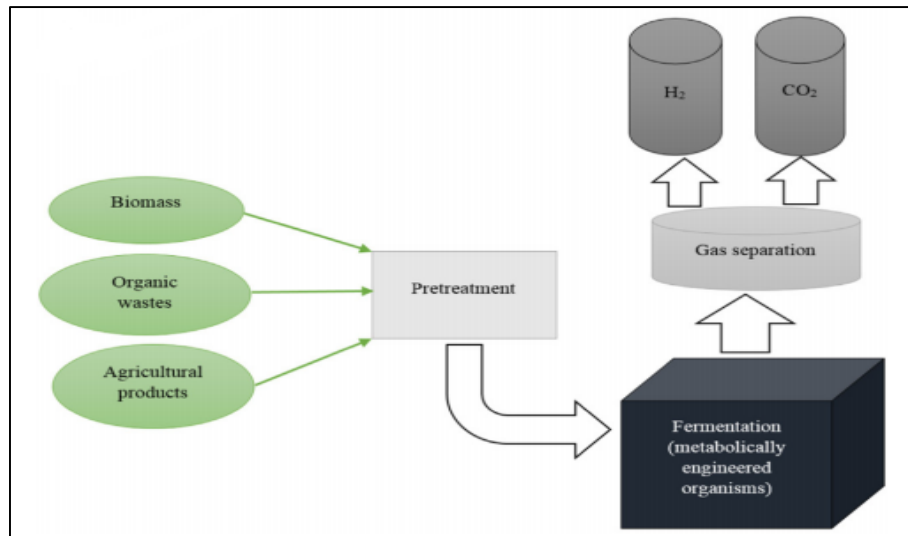 H₂
CO₂
Biomass
Gas separation
Organic
wastes
Pretreatment
Agricultural
products
Fermentation
(metabolically
engineered
organisms)